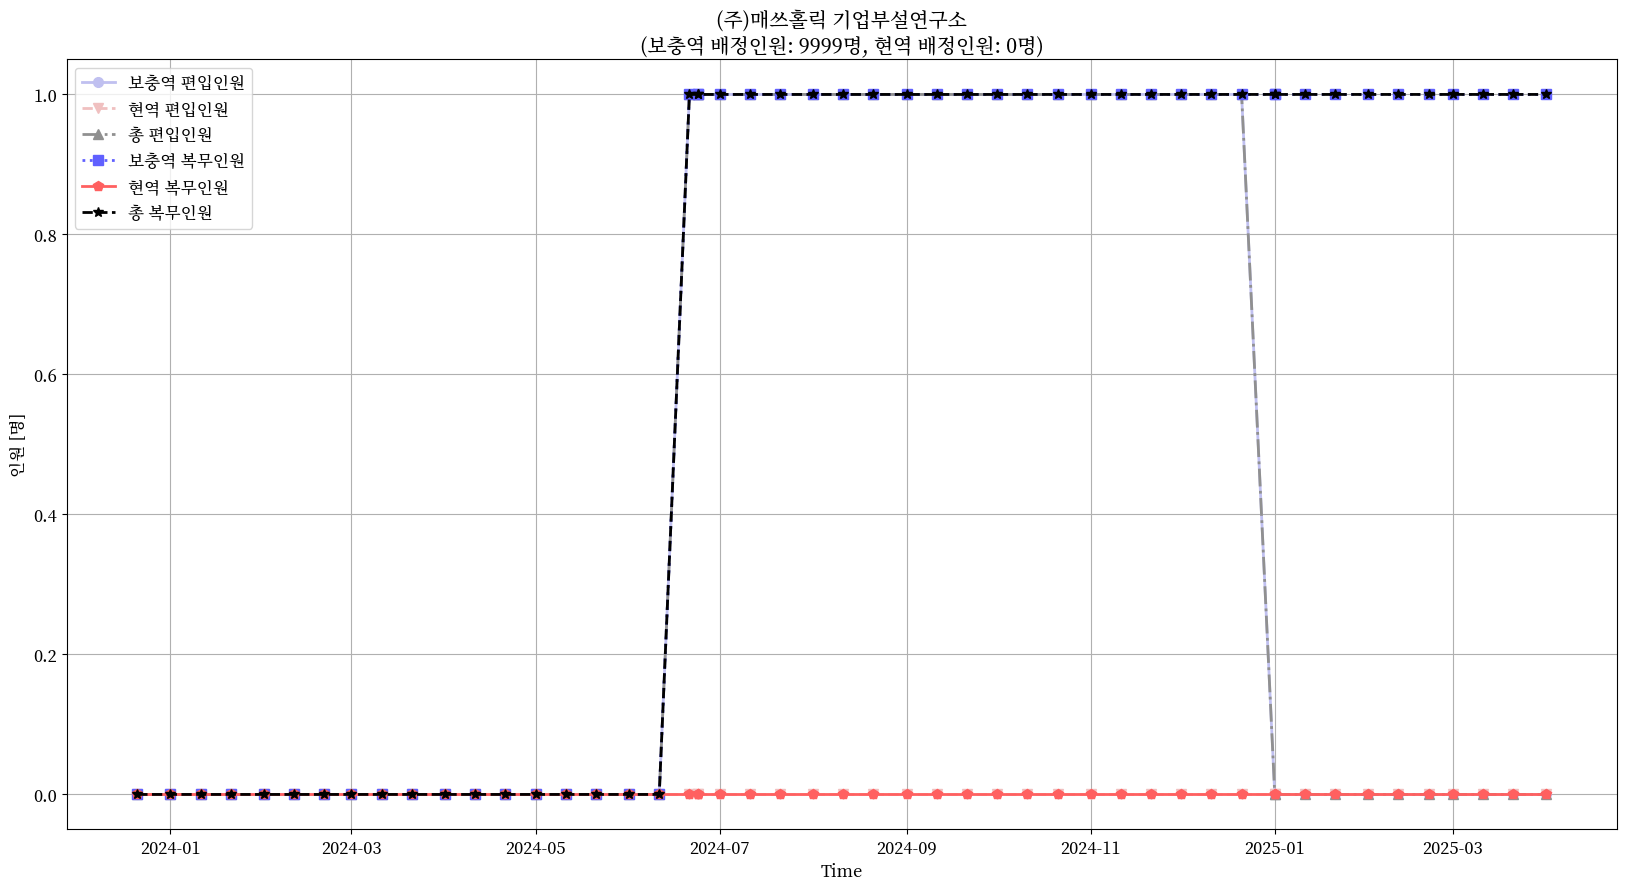 (주)매쓰홀릭 기업부설연구소
(보충역 배정인원: 9999명, 현역 배정인원: 0명)
보충역 편입인원
현역 편입인원
총 편입인원
보충역 복무인원
현역 복무인원
총 복무인원
1.0
0.8
0.6
0.4
0.2
0.0
인원 [명]
2024-01
2024-03
2024-05
2024-07
2024-09
2024-11
2025-01
2025-03
Time